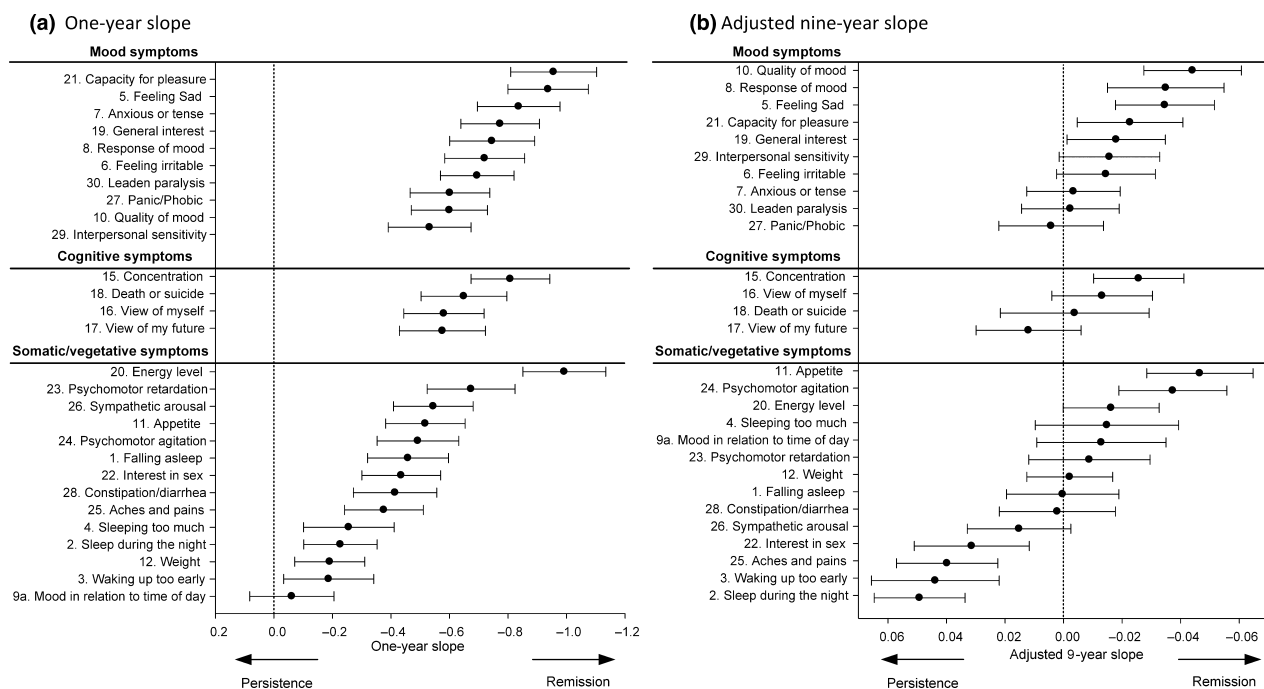 (a) One-year slope
Mood symptoms
21. Capacity for pleasure
5. Feeling Sad
7. Anxious or tense
19. General interest
8. Response of mood
6. Feeling irritable
30. Leaden paralysis
27. Panic/Phobic
10. Quality of mood
29. Interpersonal sensitivity
Cognitive symptoms
15. Concentration
18. Death or suicide
16. View of myself
17. View of my future
Somatic/vegetative symptoms
20. Energy level
23. Psychomotor retardation
26. Sympathetic arousal
11. Appetite
24. Psychomotor agitation
1. Falling asleep
22. Interest in sex
28. Constipation/diarrhea
25. Aches and pains
4. Sleeping too much
2. Sleep during the night
12. Weight
3. Waking up too early
9a. Mood in relation to time of day
0.2 0.0 –0.2 –0.4 –0.6 –0.8 –1.0 –1.2
One-year slope
Persistence Remission
(b) Adjusted nine-year slope
Mood symptoms
10. Quality of mood
8. Response of mood
5. Feeling Sad
21. Capacity for pleasure
19. General interest
29. Interpersonal sensitivity
6. Feeling irritable
7. Anxious or tense
30. Leaden paralysis
27. Panic/Phobic
Cognitive symptoms
15. Concentration
16. View of myself
18. Death or suicide
17. View of my future
Somatic/vegetative symptoms
11. Appetite
24. Psychomotor agitation
20. Energy level
4. Sleeping too much
9a. Mood in relation to time of day
23. Psychomotor retardation
12. Weight
1. Falling asleep
28. Constipation/diarrhea
26. Sympathetic arousal
22. Interest in sex
25. Aches and pains
3. Waking up too early
2. Sleep during the night
0.06 0.04 0.02 0.00 –0.02 –0.04 –0.06
Adjusted 9-year slope
Persistence Remission